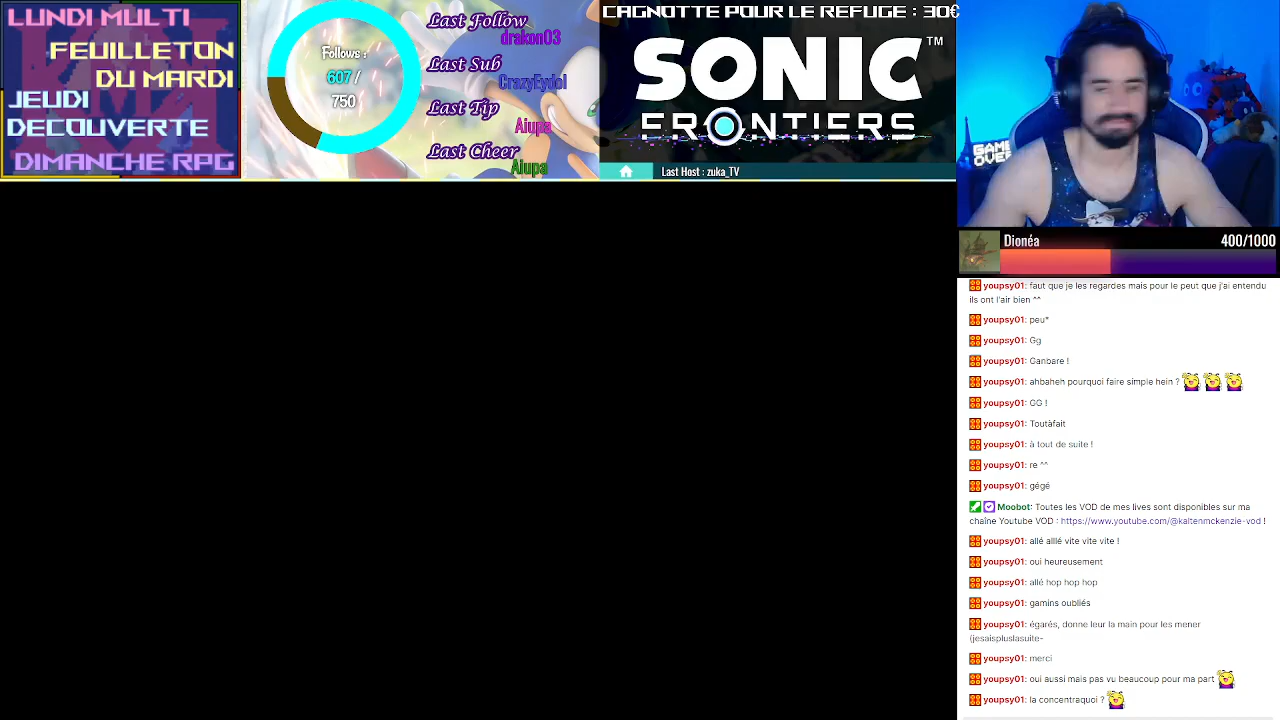 LUNDI MULTI
FEUILLETON
DU MARDI
JEUDI
DECOUVERTE
DIMANCHE RPG
Follows :
607 /
750
Last Follow
drakon03
Last Sub
CrazyEydol
Last Tip
Aiupa
Last Cheer
Aiupa
CAGNOTTE POUR LE REFUGE : 30€
SONIC™
FRONTIERS
Last Host : zuka_TV
GAME
OVER
Dionéa 400/1000
youpsy01: faut que je les regardes mais pour le peut que j'ai entendu
ils ont l'air bien ^^
youpsy01: peu*
youpsy01: Gg
youpsy01: Ganbare !
youpsy01: ahbaheh pourquoi faire simple hein ?
youpsy01: GG !
youpsy01: Toutàfait
youpsy01: à tout de suite !
youpsy01: re ^^
youpsy01: gégé
Moobot: Toutes les VOD de mes lives sont disponibles sur ma
chaîne Youtube VOD : https://www.youtube.com/@kaltenmckenzie-vod !
youpsy01: allé alllé vite vite vite !
youpsy01: oui heureusement
youpsy01: allé hop hop hop
youpsy01: gamins oubliés
youpsy01: égarés, donne leur la main pour les mener
(jesaispluslasuite-
youpsy01: merci
youpsy01: oui aussi mais pas vu beaucoup pour ma part
youpsy01: la concentraquoi ?